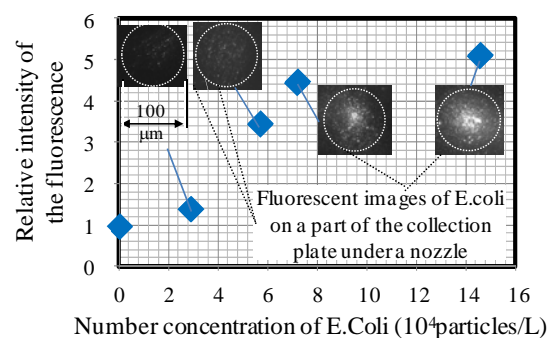 Relative intensity of
the fluorescence
6
5
4
3
2
1
0
100
μm
Fluorescent images of E.coli
on a part of the collection
plate under a nozzle
0 2 4 6 8 10 12 14 16
Number concentration of E.Coli (10⁴particles/L)